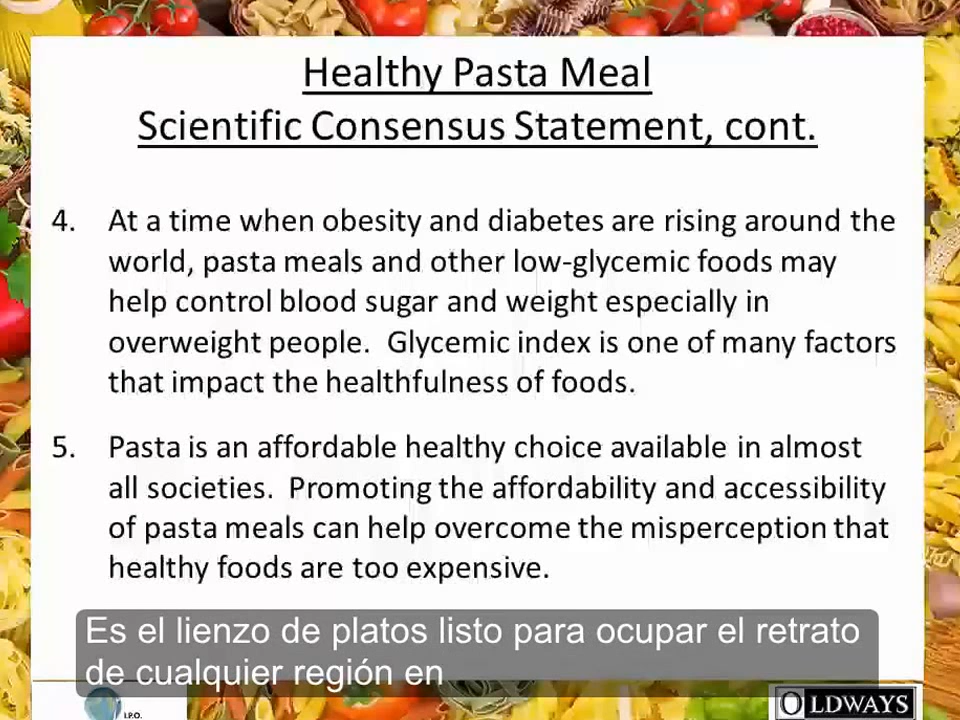 Healthy Pasta Meal
Scientific Consensus Statement, cont.
4. At a time when obesity and diabetes are rising around the
world, pasta meals and other low-glycemic foods may
help control blood sugar and weight especially in
overweight people. Glycemic index is one of many factors
that impact the healthfulness of foods.
5. Pasta is an affordable healthy choice available in almost
all societies. Promoting the affordability and accessibility
of pasta meals can help overcome the misperception that
healthy foods are too expensive.
Es el lienzo de platos listo para ocupar el retrato
de cualquier región en
I.P.O.
OLDWAYS